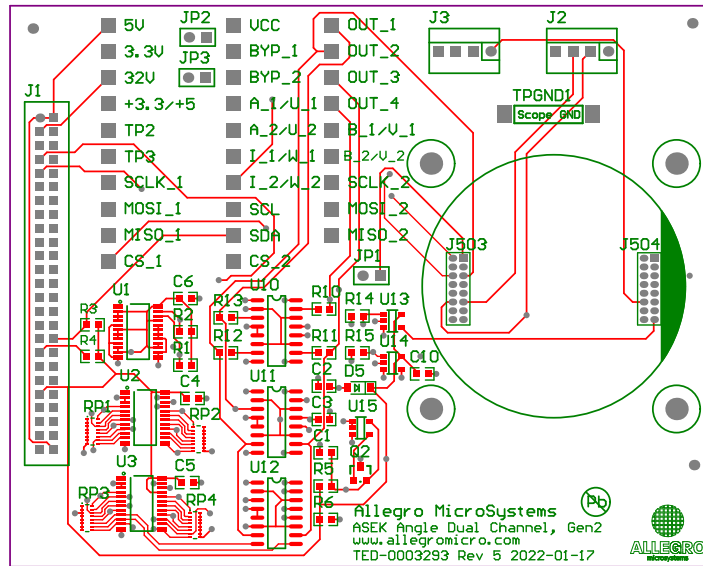 5V
JP2
VCC
OUT_1
J3
J2
3.3V
BYP_1
OUT_2
JP3
32V
BYP_2
OUT_3
J1
+3.3/+5
A_1/U_1
OUT_4
TPGND1
Scope GND
TP2
A_2/U_2
B_1/V_1
TP3
I_1/W_1
B_2/V_2
SCLK_1
I_2/W_2
SCLK_2
MOSI_1
SCL
MOSI_2
MISO_1
SDA
MISO_2
J503
J504
CS_1
CS_2
JP1
U1
C6
U10
R3
R2
R13
R10
R14
U13
R4
R1
R12
R11
R15
U14
U2
C4
U11
C2
D5
C10
RP1
RP2
C3
U15
U3
C5
U12
C1
Q2
RP3
RP4
R5
R6
Pb
Allegro MicroSystems
ASEK Angle Dual Channel, Gen2
www.allegromicro.com
TED-0003293 Rev 5 2022-01-17
ALLEGRO
microsystems